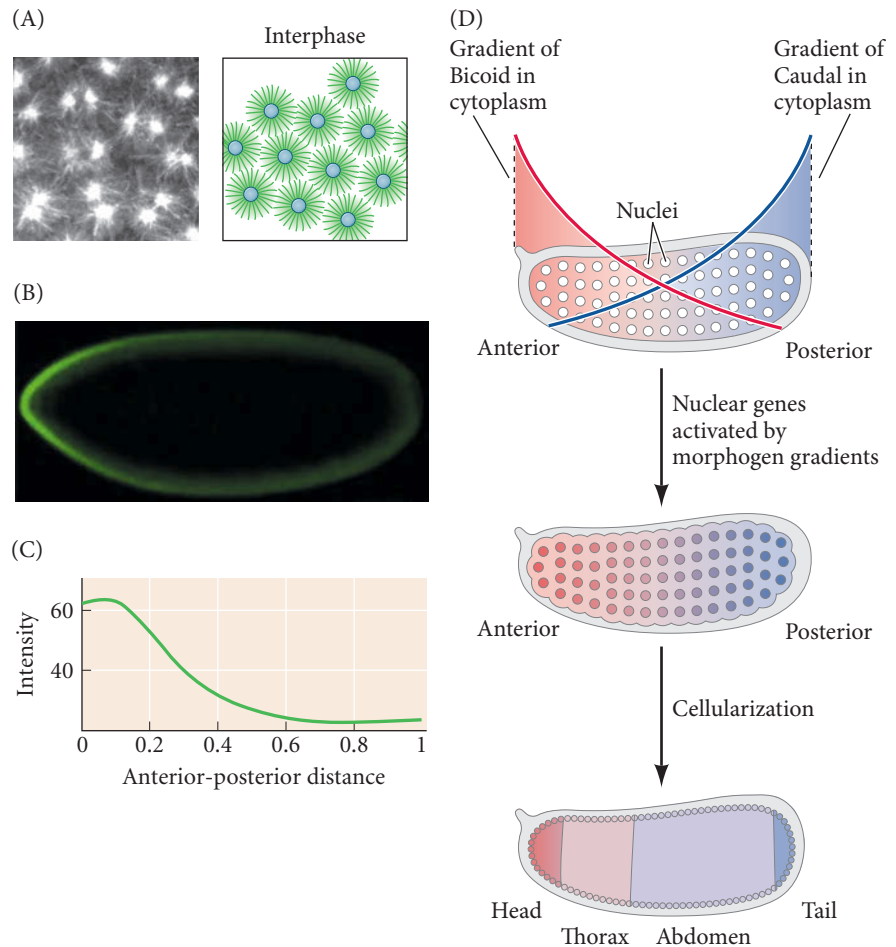 (A)
Interphase
(B)
(C)
60
40
Intensity
0
0.2
0.4
0.6
0.8
1
Anterior-posterior distance
(D)
Gradient of
Bicoid in
cytoplasm
Gradient of
Caudal in
cytoplasm
Nuclei
Anterior
Posterior
Nuclear genes
activated by
morphogen gradients
Anterior
Posterior
Cellularization
Head
Thorax
Abdomen
Tail